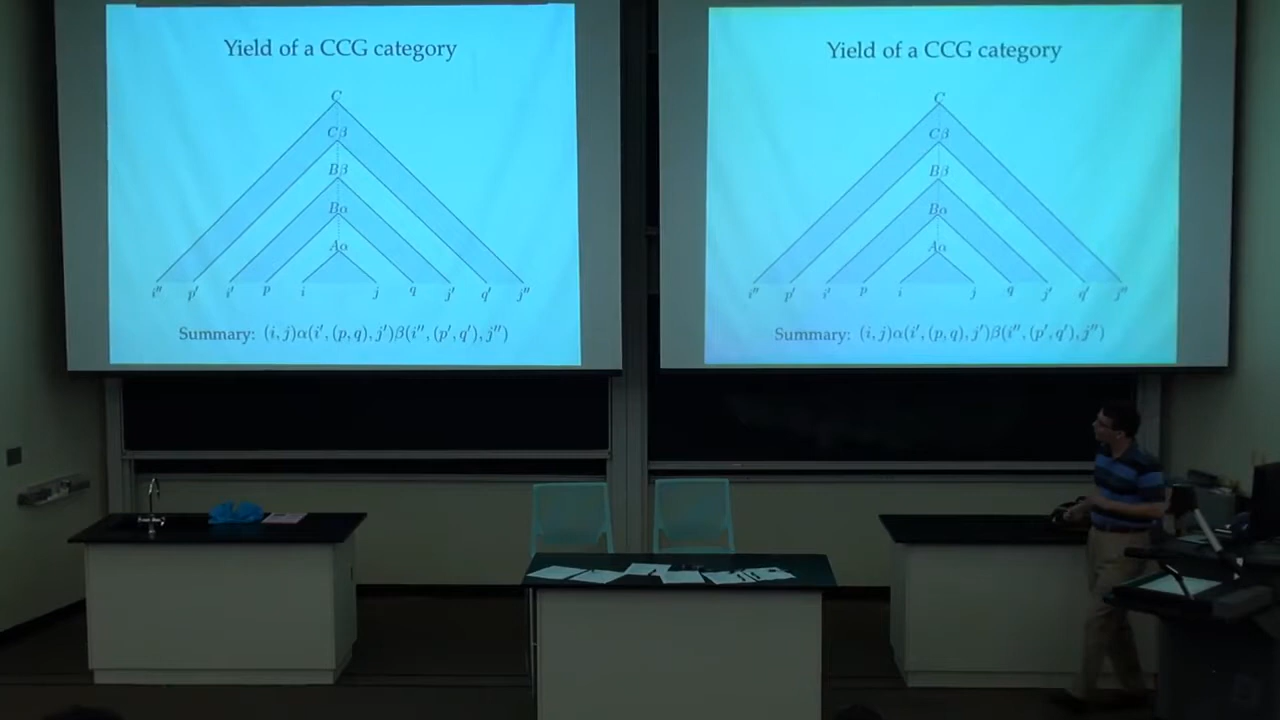 Yield of a CCG category
C
Cβ
Bβ
Bα
Aα
i″ p′ i′ p i j q j′ q′ j″
Summary: (i, j)α(i′, (p, q), j′)β(i″, (p′, q′), j″)
Yield of a CCG category
C
Cβ
Bβ
Bα
Aα
i″ p′ i′ p i j q j′ q′ j″
Summary: (i, j)α(i′, (p, q), j′)β(i″, (p′, q′), j″)